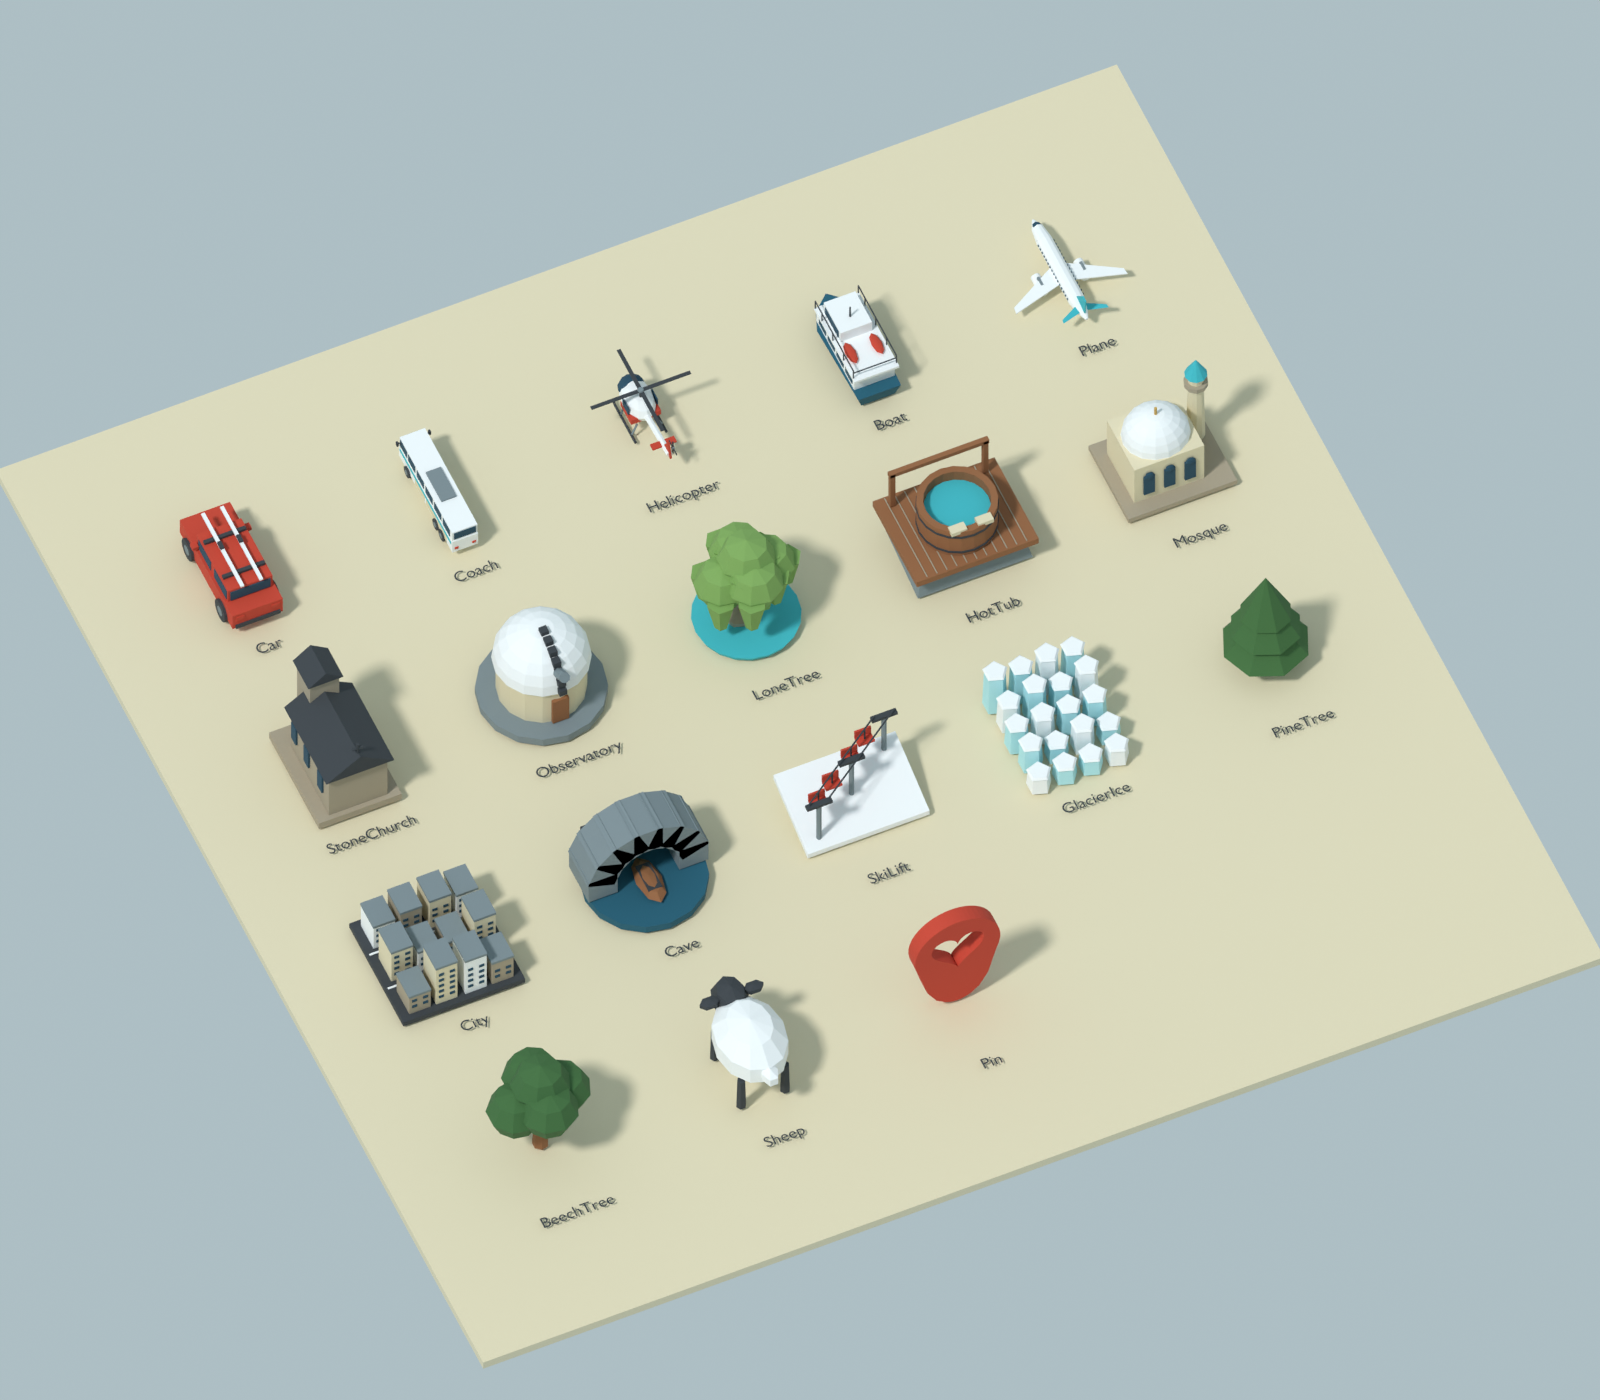 Car
Coach
Helicopter
Boat
Plane
StoneChurch
Observatory
LoneTree
HotTub
Mosque
City
Cave
SkiLift
GlacierIce
PineTree
BeechTree
Sheep
Pin